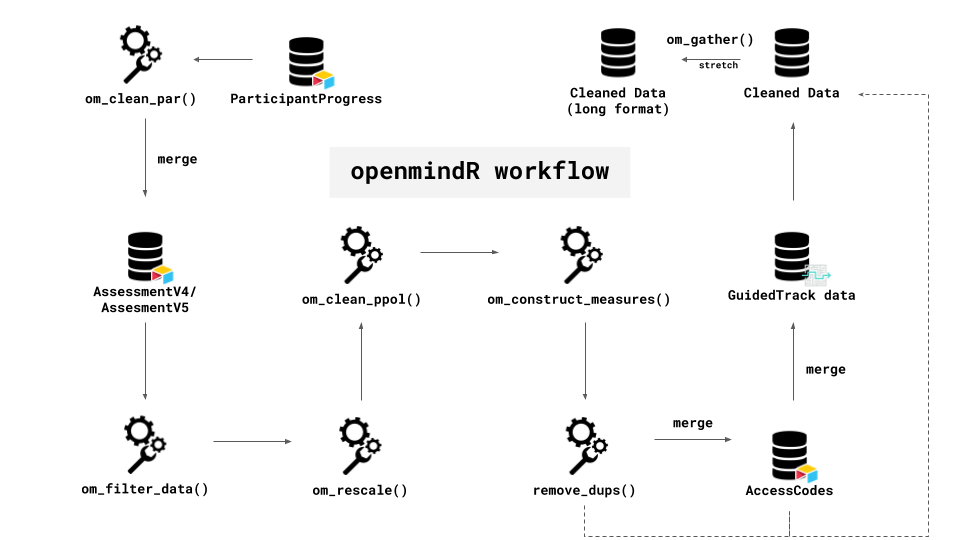 om_gather()
stretch
om_clean_par()
ParticipantProgress
Cleaned Data
(long format)
Cleaned Data
merge
openmindR workflow
AssessmentV4/
AssesmentV5
om_clean_ppol()
om_construct_measures()
GuidedTrack data
merge
merge
om_filter_data()
om_rescale()
remove_dups()
AccessCodes